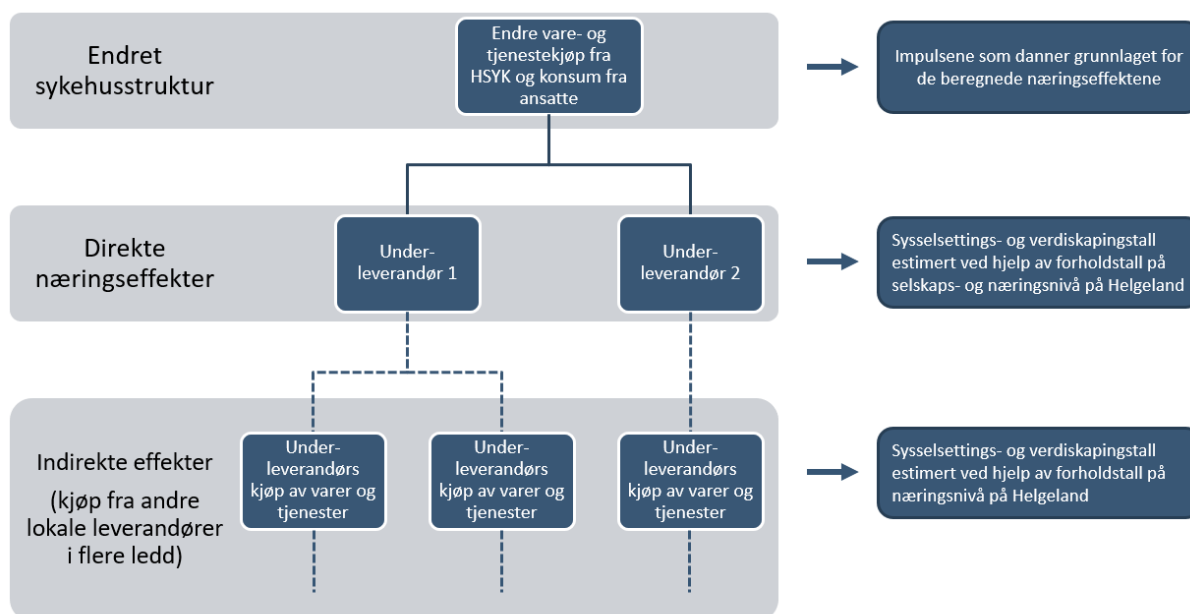 Endret
sykehusstruktur
Endre vare- og
tjenestekjøp fra
HSYK og konsum fra
ansatte
Impulsene som danner grunnlaget for
de beregnede næringseffektene
Direkte
næringseffekter
Under-
leverandør 1
Under-
leverandør 2
Sysselsettings- og verdiskapingstall
estimert ved hjelp av forholdstall på
selskaps- og næringsnivå på Helgeland
Indirekte effekter
(kjøp fra andre
lokale leverandører
i flere ledd)
Under-
leverandørs
kjøp av varer og
tjenester
Under-
leverandørs
kjøp av varer og
tjenester
Under-
leverandørs
kjøp av varer og
tjenester
Sysselsettings- og verdiskapingstall
estimert ved hjelp av forholdstall på
næringsnivå på Helgeland